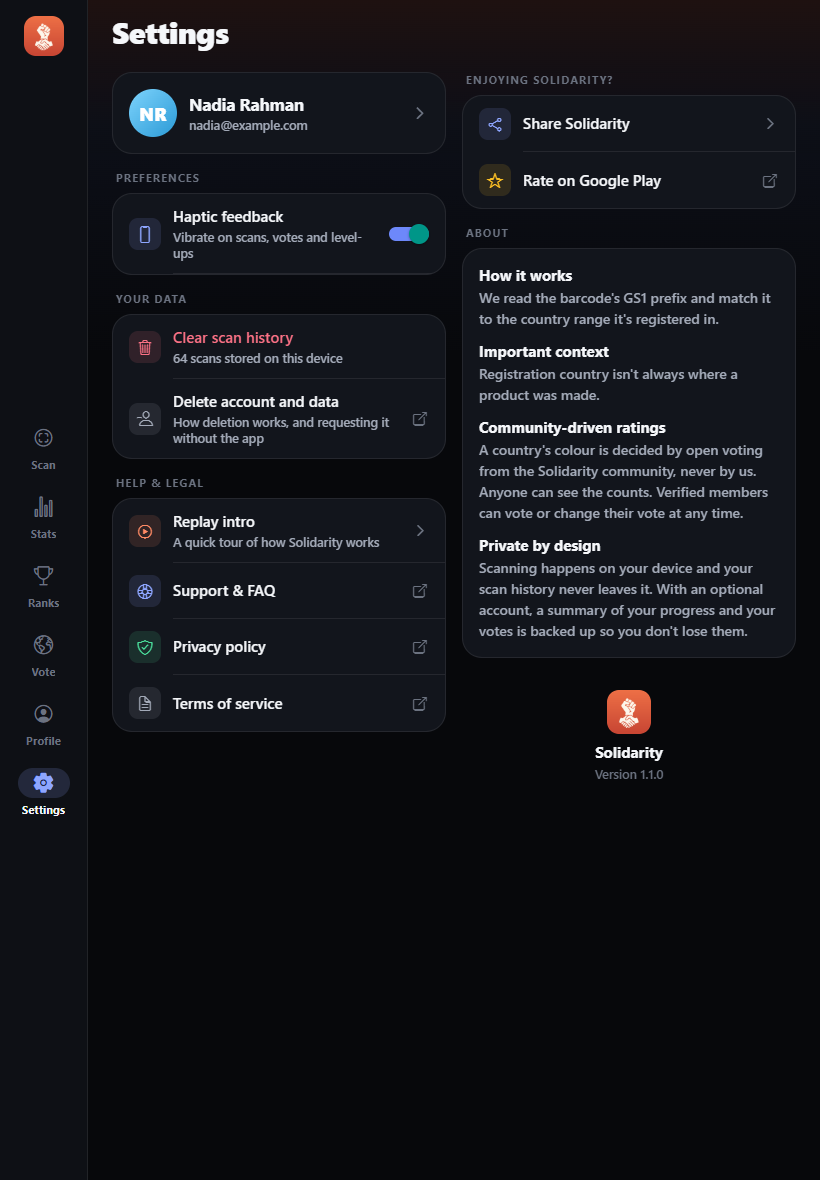 Settings
NR
Nadia Rahman
nadia@example.com
PREFERENCES
Haptic feedback
Vibrate on scans, votes and level-
ups
YOUR DATA
Clear scan history
64 scans stored on this device
Delete account and data
How deletion works, and requesting it
without the app
HELP & LEGAL
Replay intro
A quick tour of how Solidarity works
Support & FAQ
Privacy policy
Terms of service
ENJOYING SOLIDARITY?
Share Solidarity
Rate on Google Play
ABOUT
How it works
We read the barcode's GS1 prefix and match it
to the country range it's registered in.
Important context
Registration country isn't always where a
product was made.
Community-driven ratings
A country's colour is decided by open voting
from the Solidarity community, never by us.
Anyone can see the counts. Verified members
can vote or change their vote at any time.
Private by design
Scanning happens on your device and your
scan history never leaves it. With an optional
account, a summary of your progress and your
votes is backed up so you don't lose them.
Solidarity
Version 1.1.0
Scan
Stats
Ranks
Vote
Profile
Settings